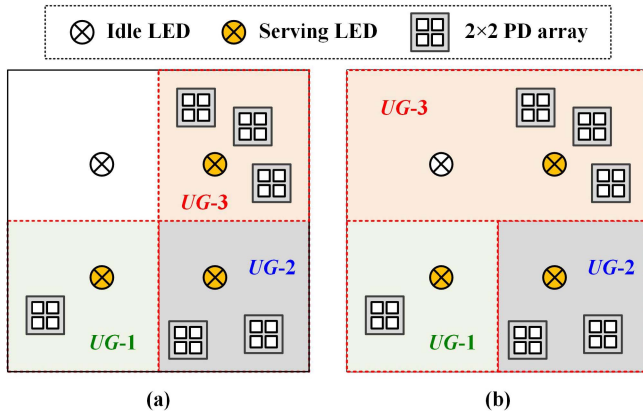 Idle LED Serving LED 2×2 PD array
UG-3
UG-2
UG-1
(a)
UG-3
UG-2
UG-1
(b)